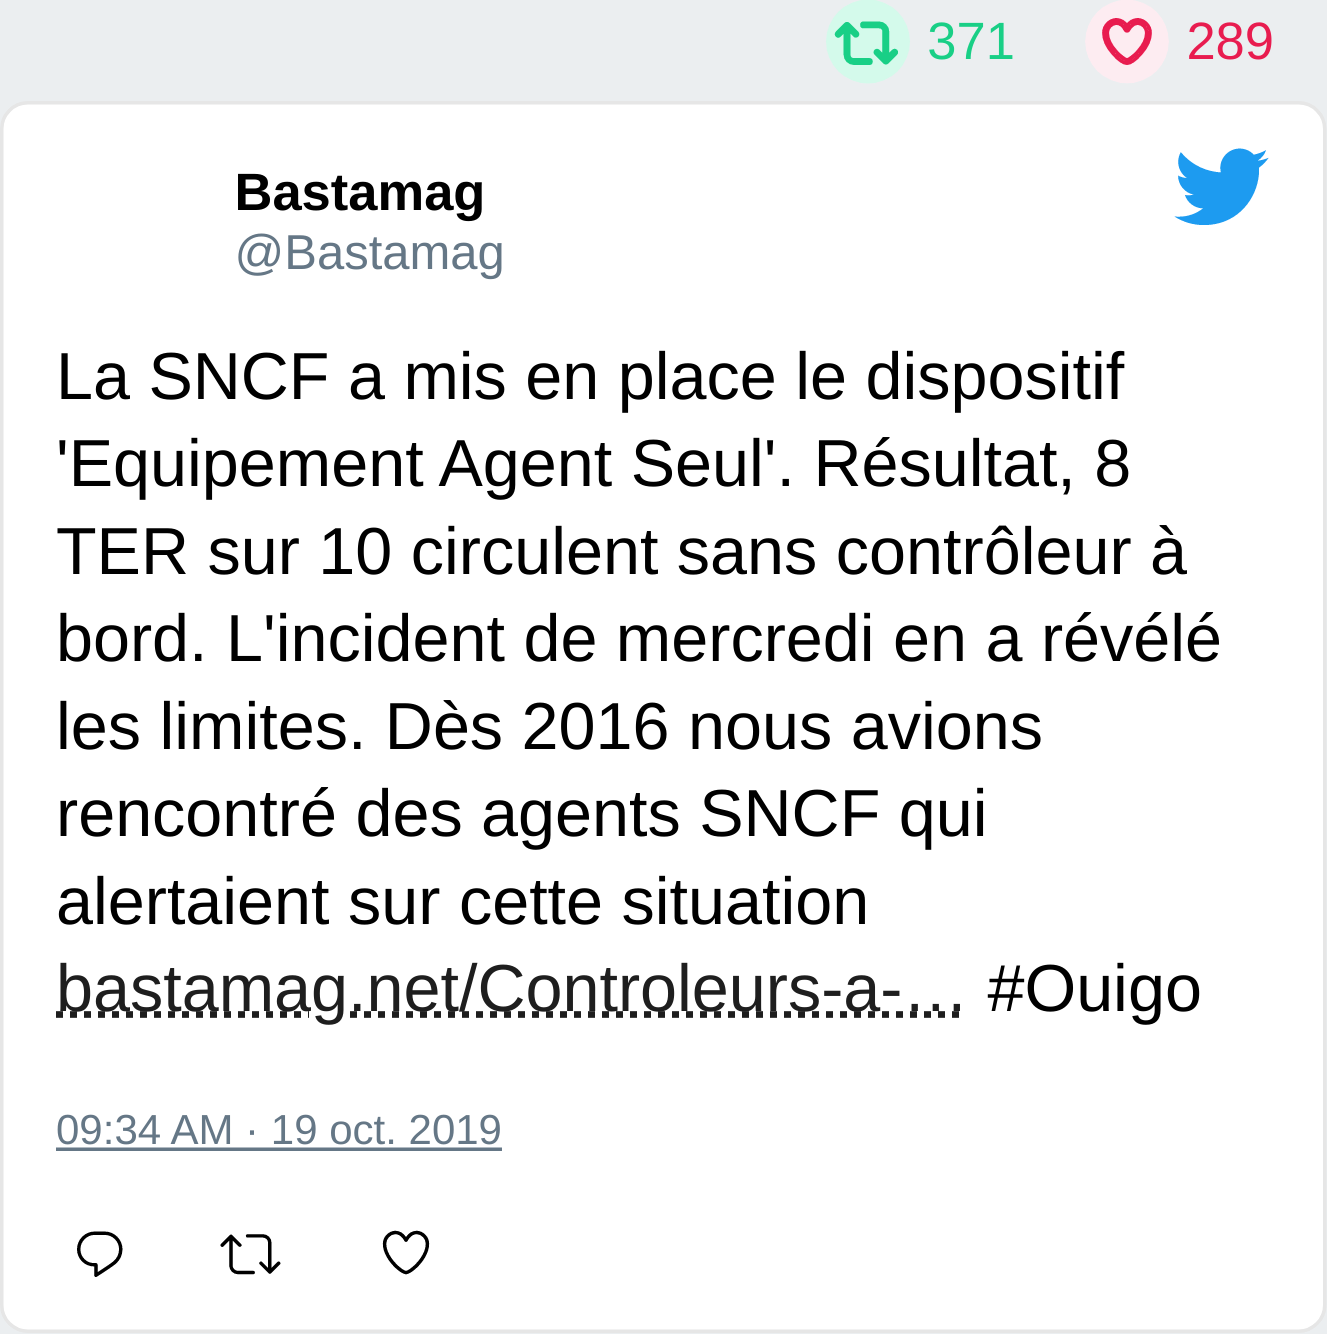 371 289
Bastamag
@Bastamag
La SNCF a mis en place le dispositif
'Equipement Agent Seul'. Résultat, 8
TER sur 10 circulent sans contrôleur à
bord. L'incident de mercredi en a révélé
les limites. Dès 2016 nous avions
rencontré des agents SNCF qui
alertaient sur cette situation
bastamag.net/Controleurs-a-… #Ouigo
09:34 AM · 19 oct. 2019